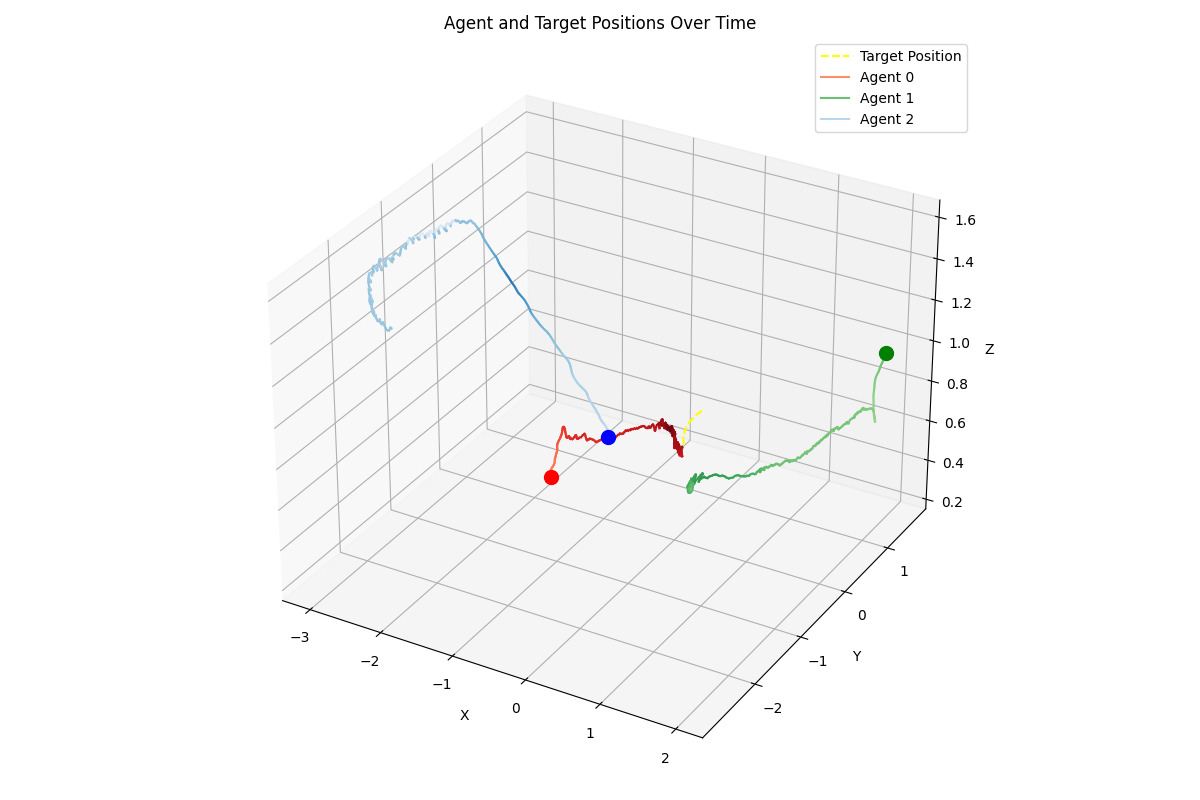 Agent and Target Positions Over Time
Target Position
Agent 0
Agent 1
Agent 2
1.6
1.4
1.2
1.0
0.8
0.6
0.4
0.2
Z
1
0
−1
−2
Y
−3
−2
−1
0
1
2
X